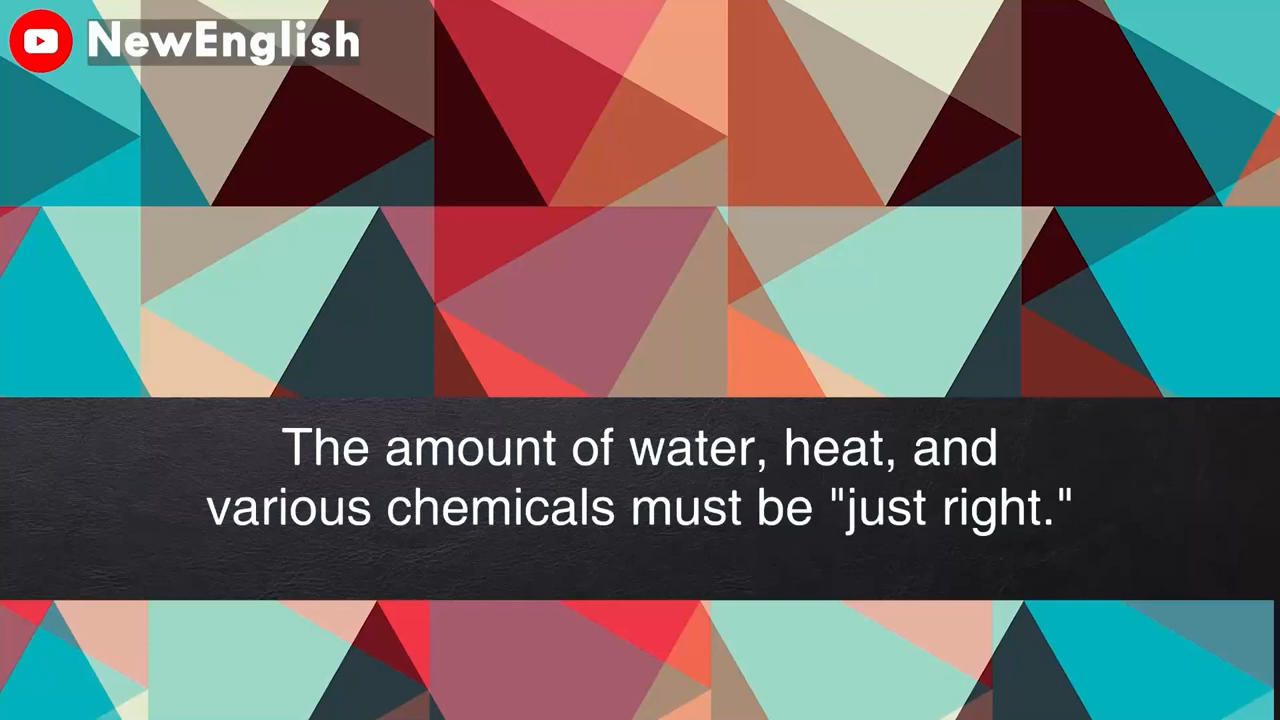 NewEnglish
The amount of water, heat, and
various chemicals must be "just right."